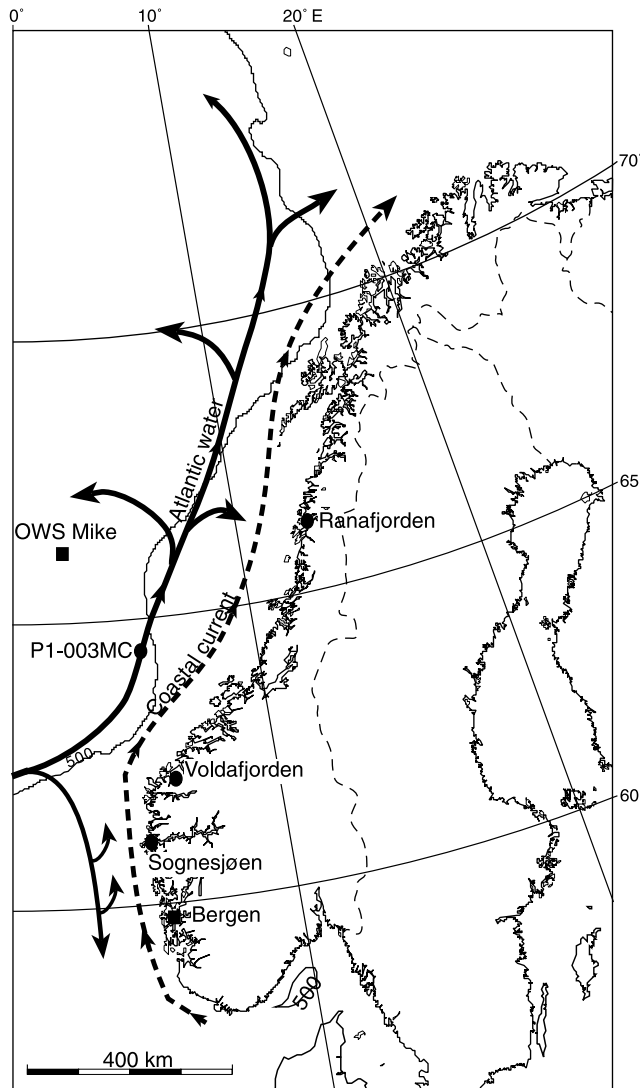 0°
10°
20° E
70°
Atlantic water
65
OWS Mike
Ranafjorden
P1-003MC
Coastal current
500
Voldafjorden
60
Sognesjøen
Bergen
500
400 km